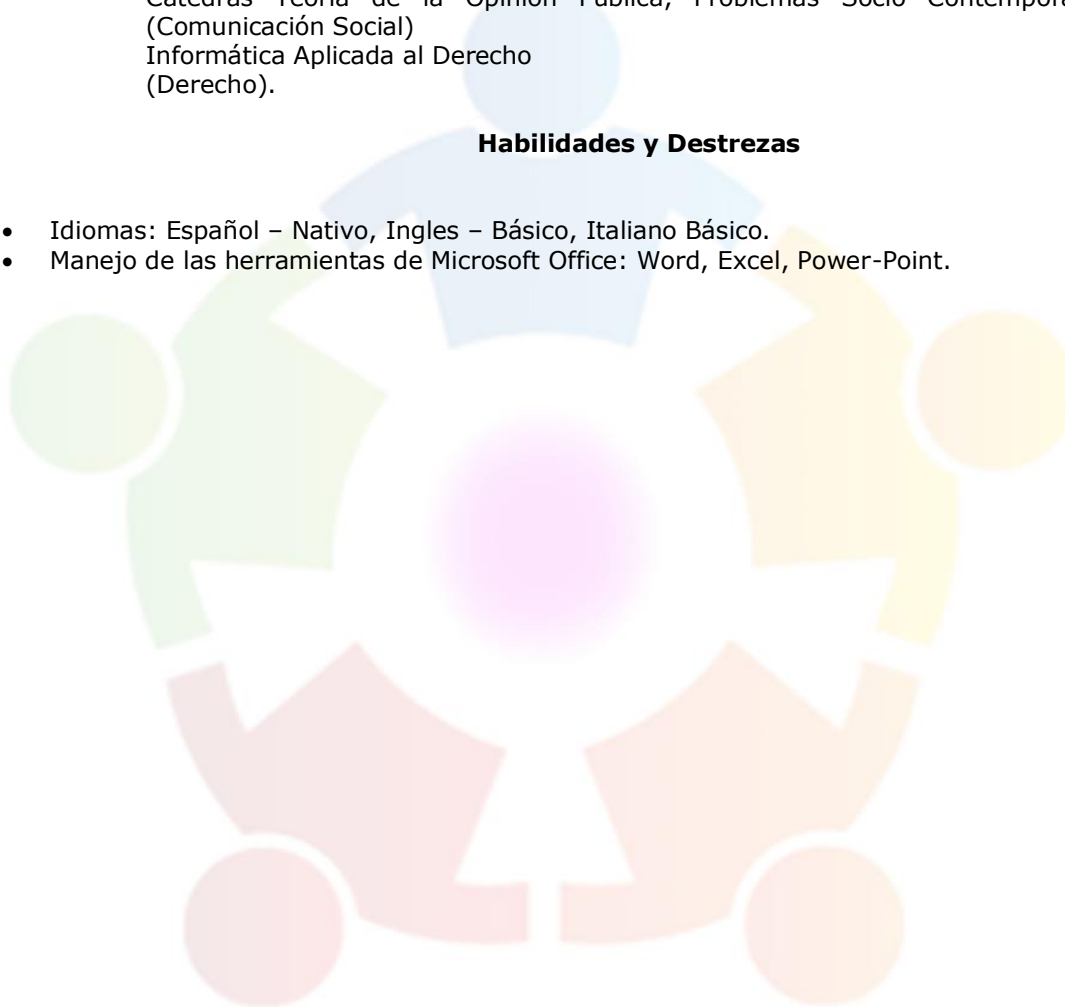 Cátedras Teoría de la Opinión Pública, Problemas Socio
(Comunicación Social)
Informática Aplicada al Derecho
(Derecho).
Habilidades y Destrezas
• Idiomas: Español – Nativo, Ingles – Básico, Italiano Básico.
• Manejo de las herramientas de Microsoft Office: Word, Excel, Power-Point.